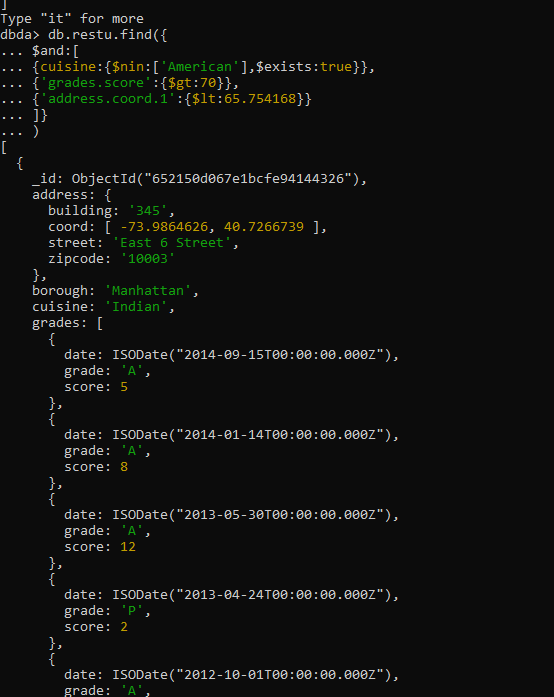 ]
Type "it" for more
dbda> db.restu.find({
... $and:[
... {cuisine:{$nin:['American'],$exists:true}},
... {'grades.score':{$gt:70}},
... {'address.coord.1':{$lt:65.754168}}
... ]}
... )
[
  {
    _id: ObjectId("652150d067e1bcfe94144326"),
    address: {
      building: '345',
      coord: [ -73.9864626, 40.7266739 ],
      street: 'East 6 Street',
      zipcode: '10003'
    },
    borough: 'Manhattan',
    cuisine: 'Indian',
    grades: [
      {
        date: ISODate("2014-09-15T00:00:00.000Z"),
        grade: 'A',
        score: 5
      },
      {
        date: ISODate("2014-01-14T00:00:00.000Z"),
        grade: 'A',
        score: 8
      },
      {
        date: ISODate("2013-05-30T00:00:00.000Z"),
        grade: 'A',
        score: 12
      },
      {
        date: ISODate("2013-04-24T00:00:00.000Z"),
        grade: 'P',
        score: 2
      },
      {
        date: ISODate("2012-10-01T00:00:00.000Z"),
        grade: 'A',